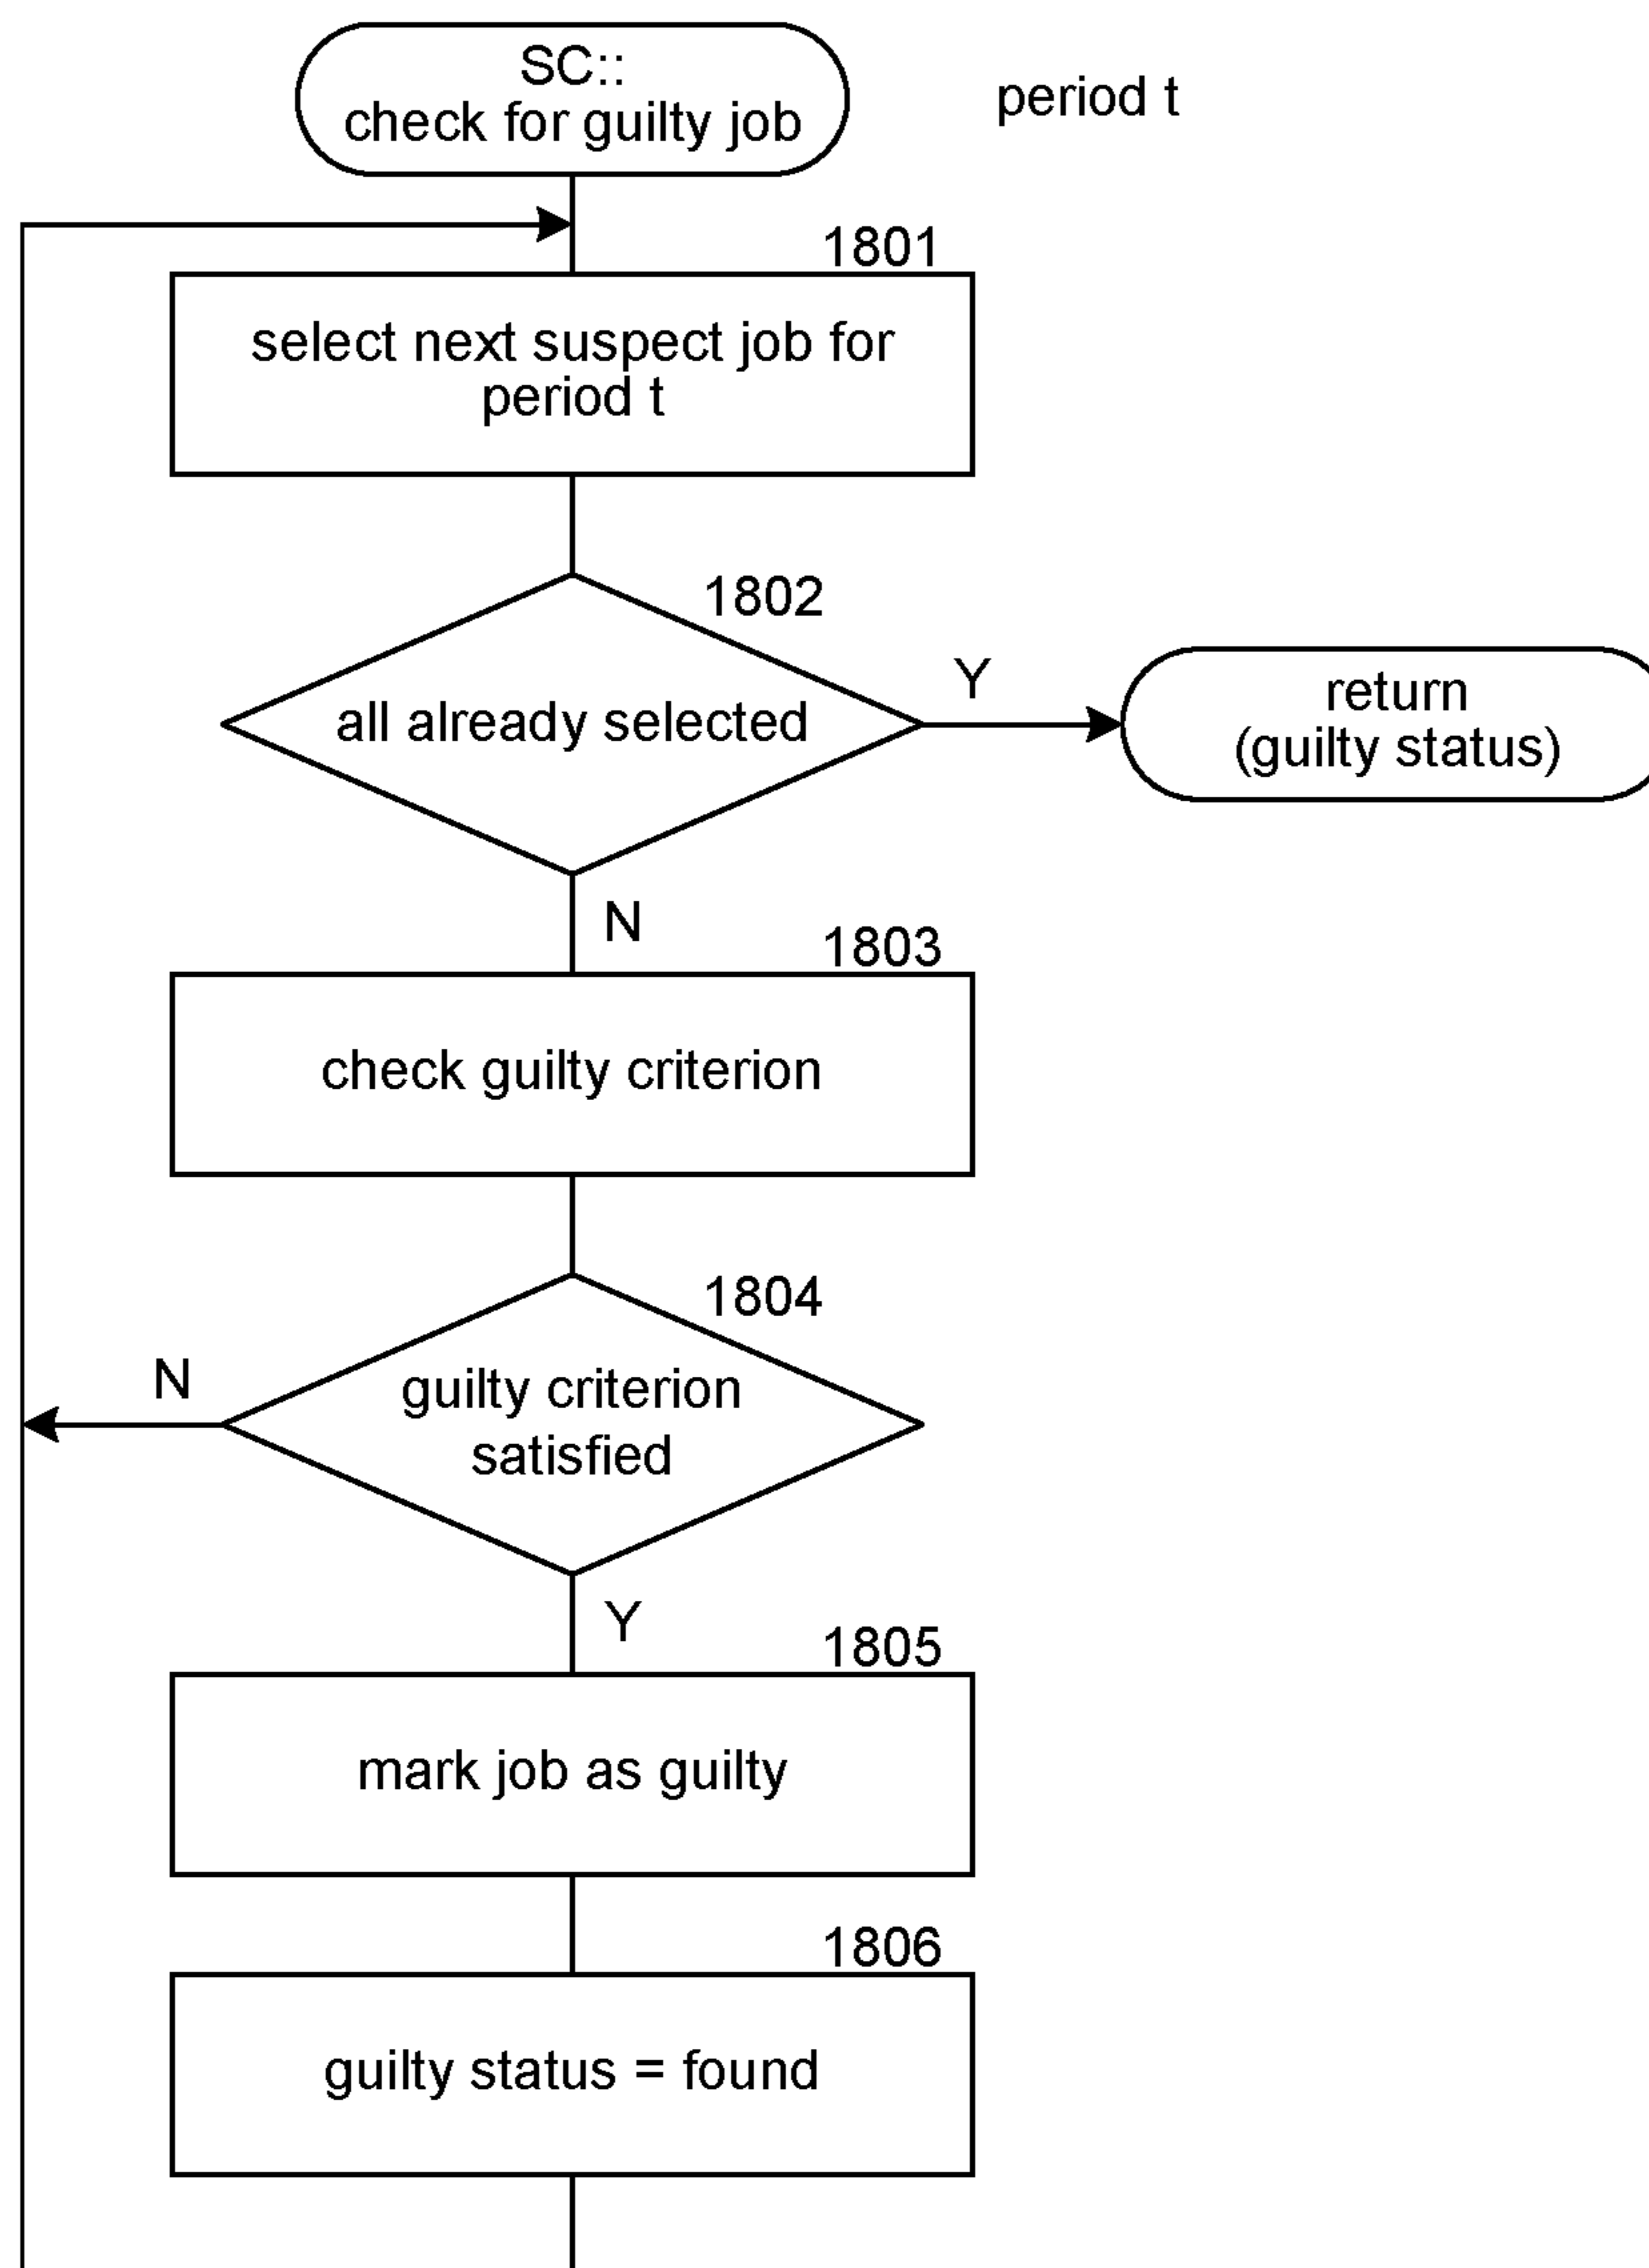 SC::
check for guilty job
period t
1801
select next suspect job for
period t
1802
all already selected
Y
return
(guilty status)
N
1803
check guilty criterion
1804
N
guilty criterion
satisfied
Y
1805
mark job as guilty
1806
guilty status = found